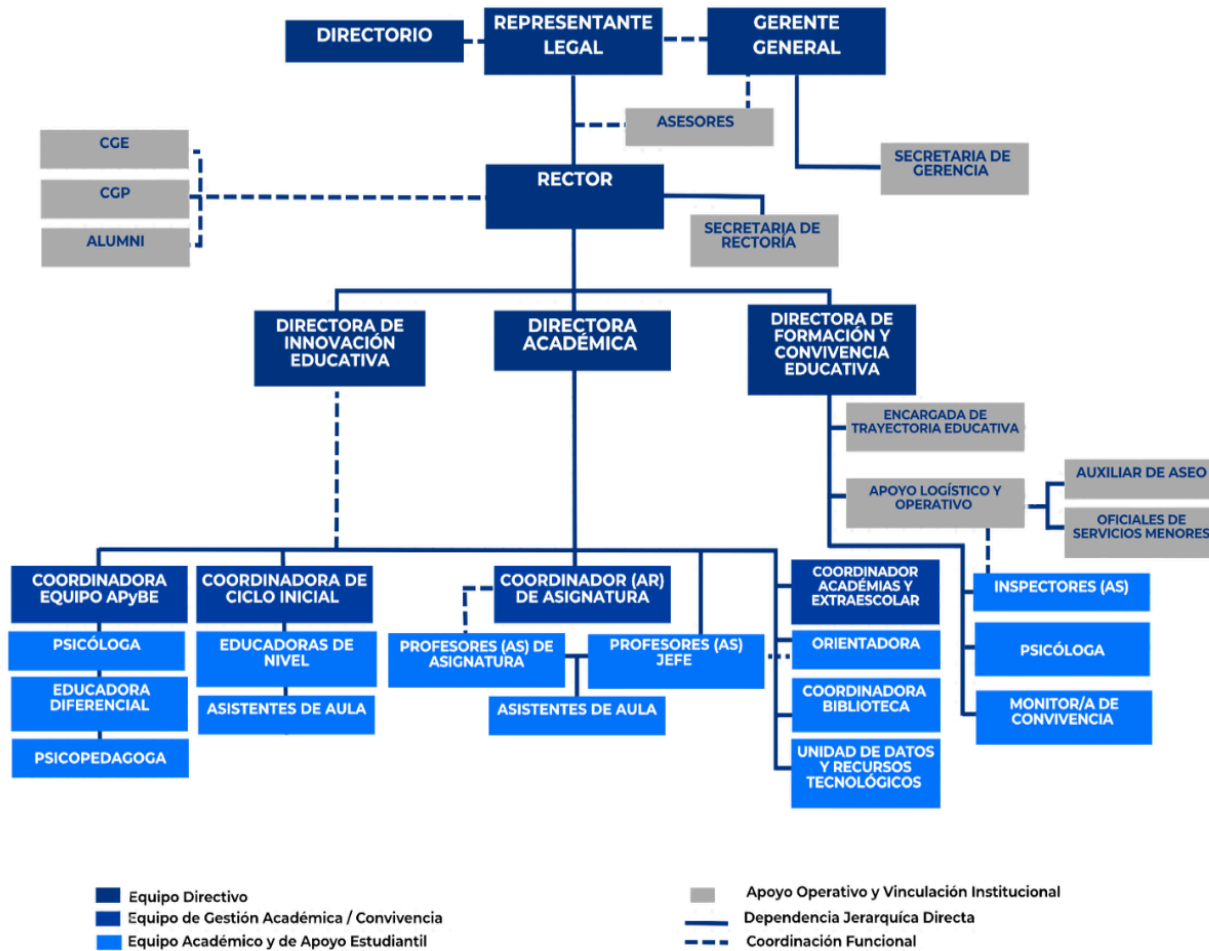 DIRECTORIO
REPRESENTANTE
LEGAL
GERENTE
GENERAL
ASESORES
CGE
CGP
ALUMNI
RECTOR
SECRETARIA DE
GERENCIA
SECRETARIA DE
RECTORÍA
DIRECTORA DE
INNOVACIÓN
EDUCATIVA
DIRECTORA
ACADÉMICA
DIRECTORA DE
FORMACIÓN Y
CONVIVENCIA
EDUCATIVA
ENCARGADA DE
TRAYECTORIA EDUCATIVA
APOYO LOGÍSTICO Y
OPERATIVO
AUXILIAR DE ASEO
OFICIALES DE
SERVICIOS MENORES
COORDINADORA
EQUIPO APyBE
PSICÓLOGA
EDUCADORA
DIFERENCIAL
PSICOPEDAGOGA
COORDINADORA DE
CICLO INICIAL
EDUCADORAS DE
NIVEL
ASISTENTES DE AULA
COORDINADOR (AR)
DE ASIGNATURA
PROFESORES (AS) DE
ASIGNATURA
PROFESORES (AS)
JEFE
ASISTENTES DE AULA
COORDINADOR
ACADÉMIAS Y
EXTRAESCOLAR
ORIENTADORA
COORDINADORA
BIBLIOTECA
UNIDAD DE DATOS
Y RECURSOS
TECNOLÓGICOS
INSPECTORES (AS)
PSICÓLOGA
MONITOR/A DE
CONVIVENCIA
Equipo Directivo
Equipo de Gestión Académica / Convivencia
Equipo Académico y de Apoyo Estudiantil
Apoyo Operativo y Vinculación Institucional
Dependencia Jerarquíca Directa
Coordinación Funcional